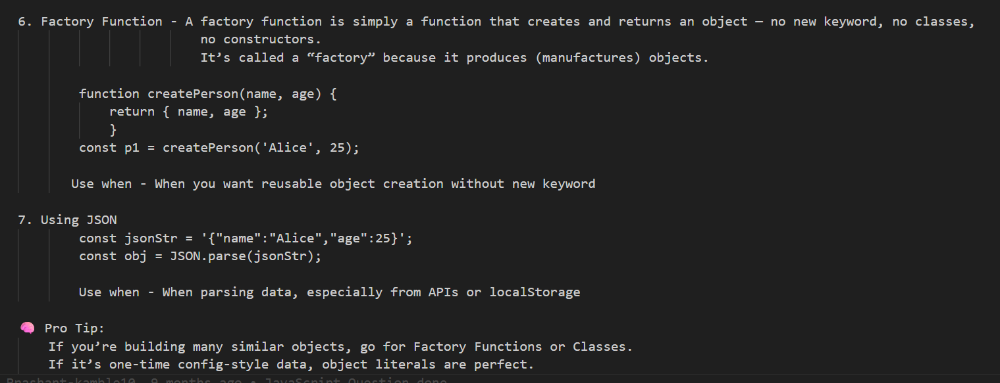 6. Factory Function - A factory function is simply a function that creates and returns an object — no new keyword, no classes,
no constructors.
It’s called a “factory” because it produces (manufactures) objects.
function createPerson(name, age) {
return { name, age };
}
const p1 = createPerson('Alice', 25);
Use when - When you want reusable object creation without new keyword
7. Using JSON
const jsonStr = '{"name":"Alice","age":25}';
const obj = JSON.parse(jsonStr);
Use when - When parsing data, especially from APIs or localStorage
🧠 Pro Tip:
If you’re building many similar objects, go for Factory Functions or Classes.
If it’s one-time config-style data, object literals are perfect.
Prashant-kamble10, 9 months ago • JavaScript Question done